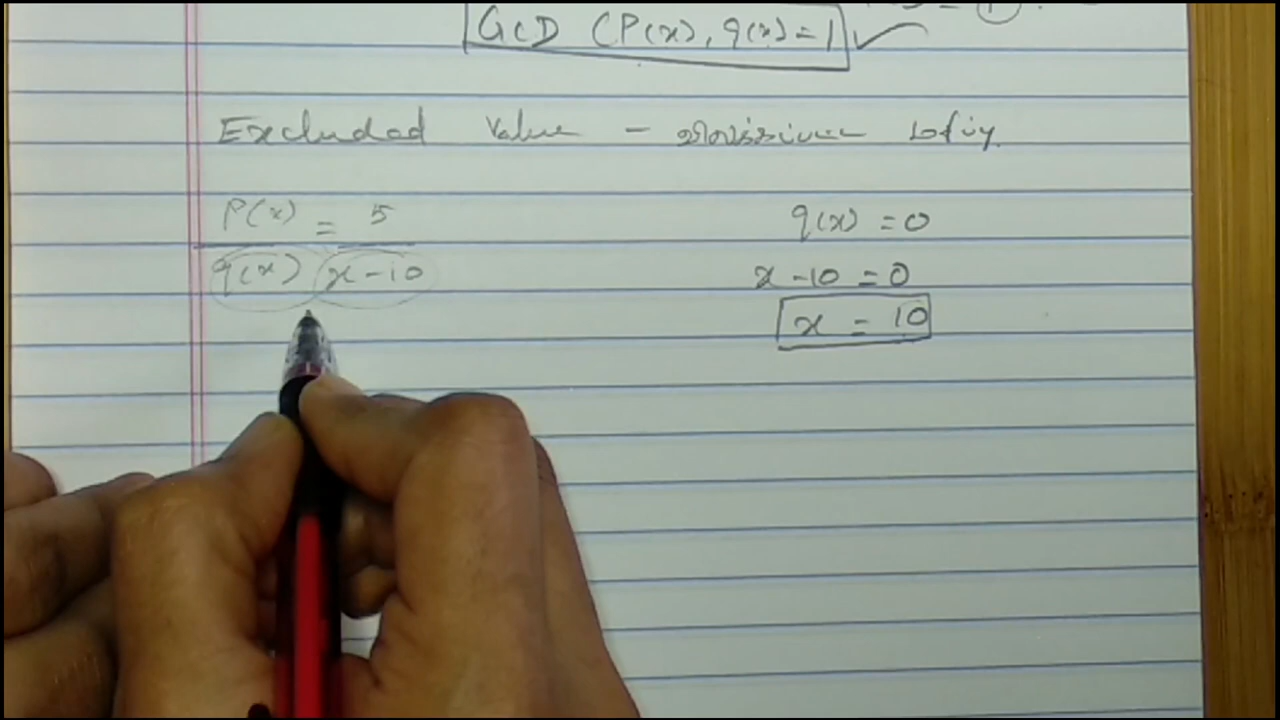 GCD (P(x), q(x) = 1
Excluded Value -
P(x) = 5
q(x) x-10
q(x) = 0
x - 10 = 0
x = 10